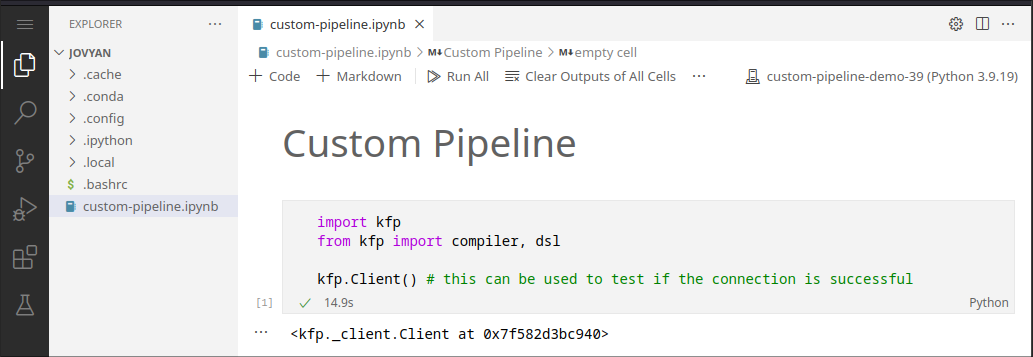 EXPLORER ···
JOVYAN
.cache
.conda
.config
.ipython
.local
$ .bashrc
custom-pipeline.ipynb
custom-pipeline.ipynb ×
custom-pipeline.ipynb > M↓Custom Pipeline > M↓empty cell
+ Code + Markdown Run All Clear Outputs of All Cells ··· custom-pipeline-demo-39 (Python 3.9.19)
Custom Pipeline
import kfp
from kfp import compiler, dsl
kfp.Client() # this can be used to test if the connection is successful
[1] ✓ 14.9s Python
··· <kfp._client.Client at 0x7f582d3bc940>